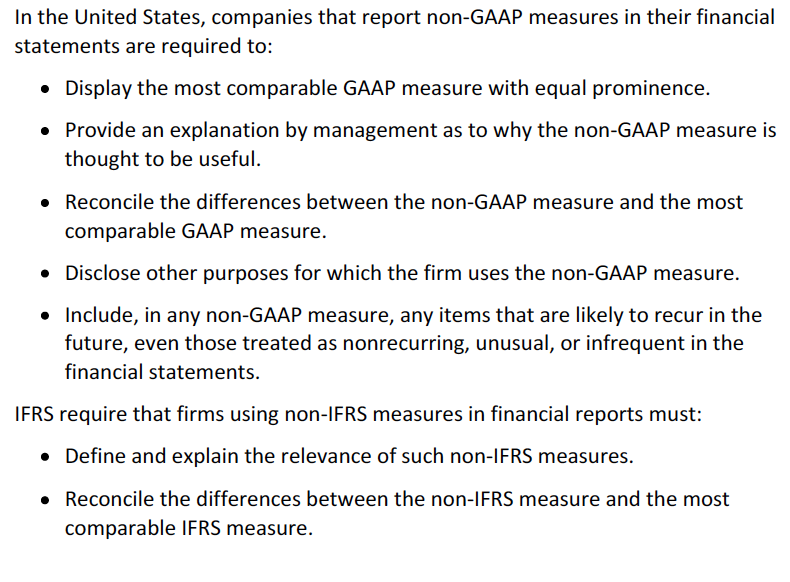 In the United States, companies that report non-GAAP measures in their financial
statements are required to:
• Display the most comparable GAAP measure with equal prominence.
• Provide an explanation by management as to why the non-GAAP measure is
thought to be useful.
• Reconcile the differences between the non-GAAP measure and the most
comparable GAAP measure.
• Disclose other purposes for which the firm uses the non-GAAP measure.
• Include, in any non-GAAP measure, any items that are likely to recur in the
future, even those treated as nonrecurring, unusual, or infrequent in the
financial statements.
IFRS require that firms using non-IFRS measures in financial reports must:
• Define and explain the relevance of such non-IFRS measures.
• Reconcile the differences between the non-IFRS measure and the most
comparable IFRS measure.